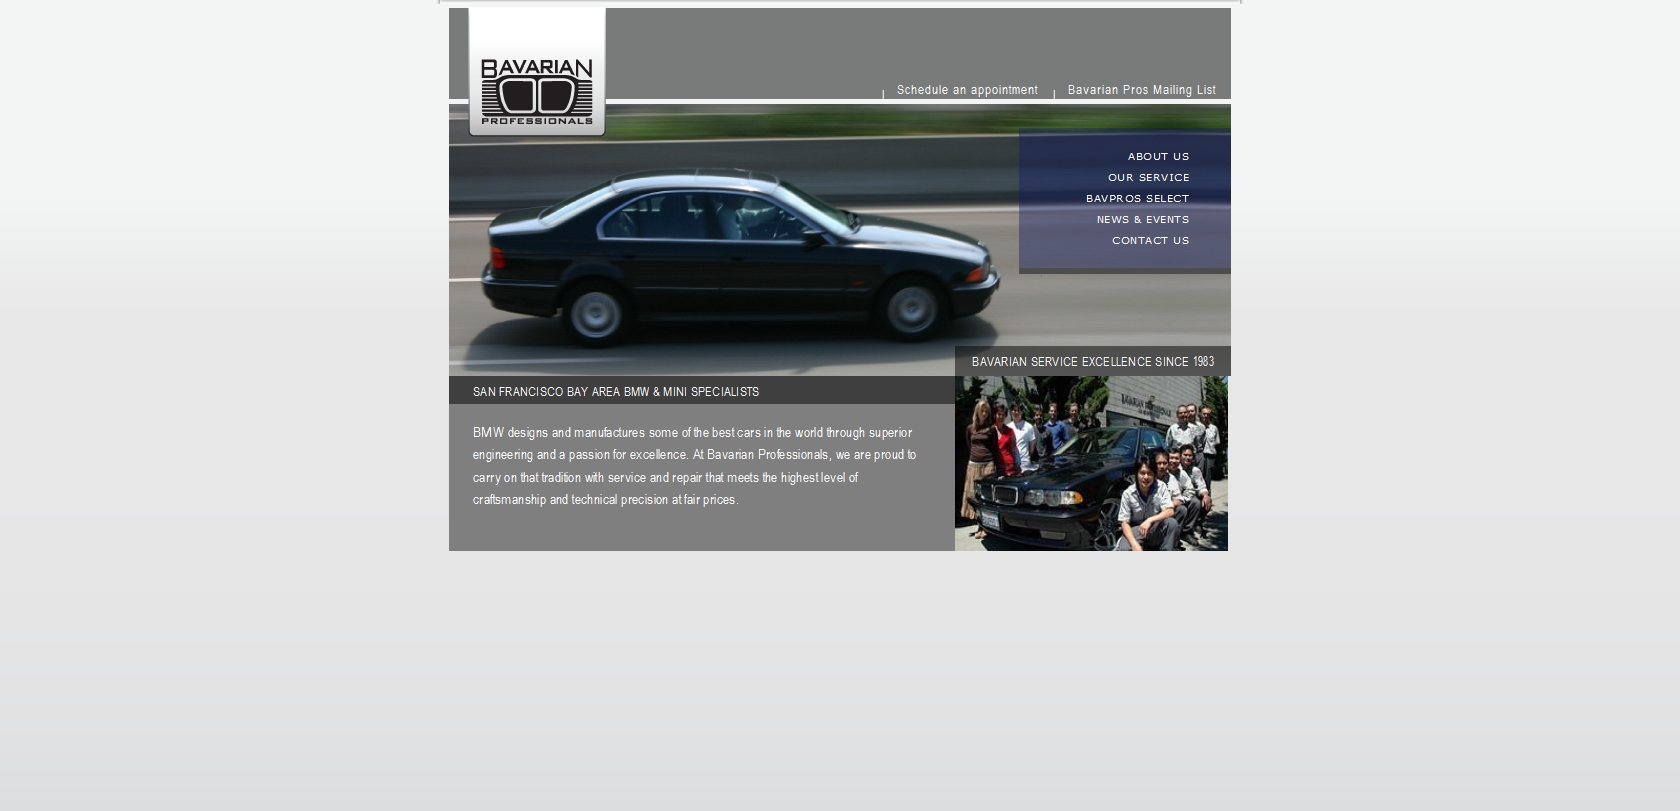 BAVARIAN
PROFESSIONALS
Schedule an appointment
Bavarian Pros Mailing List
ABOUT US
OUR SERVICE
BAVPROS SELECT
NEWS & EVENTS
CONTACT US
BAVARIAN SERVICE EXCELLENCE SINCE 1983
SAN FRANCISCO BAY AREA BMW & MINI SPECIALISTS
BMW designs and manufactures some of the best cars in the world through superior
engineering and a passion for excellence. At Bavarian Professionals, we are proud to
carry on that tradition with service and repair that meets the highest level of
craftsmanship and technical precision at fair prices.